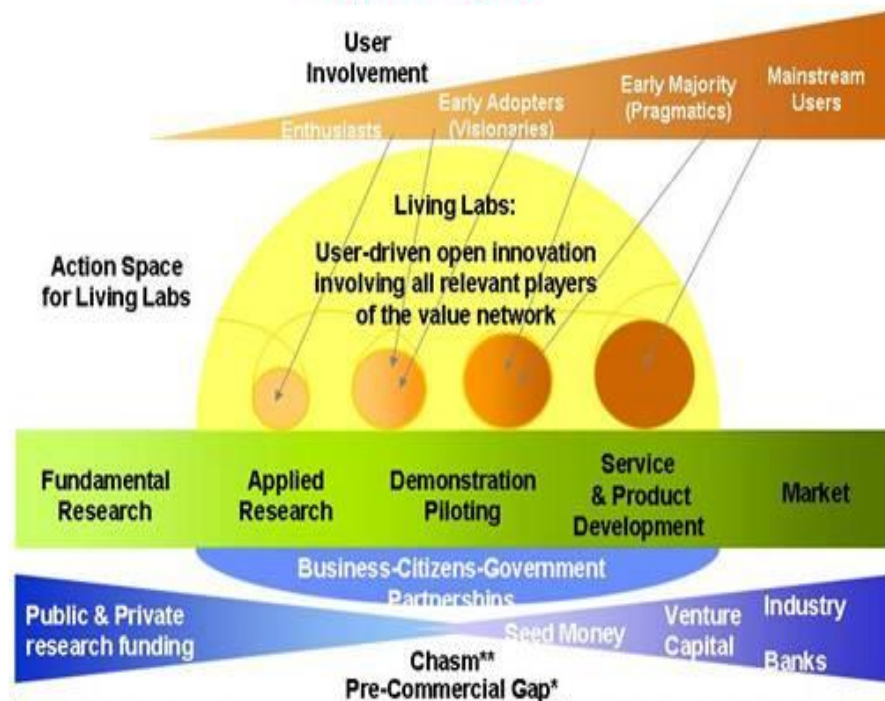 User
Involvement
Enthusiasts
Early Adopters
(Visionaries)
Early Majority
(Pragmatics)
Mainstream
Users
Living Labs:
User-driven open innovation
involving all relevant players
of the value network
Action Space
for Living Labs
Fundamental
Research
Applied
Research
Demonstration
Piloting
Service
& Product
Development
Market
Business-Citizens-Government
Partnerships
Public & Private
research funding
Seed Money
Venture
Capital
Industry
Banks
Chasm**
Pre-Commercial Gap*